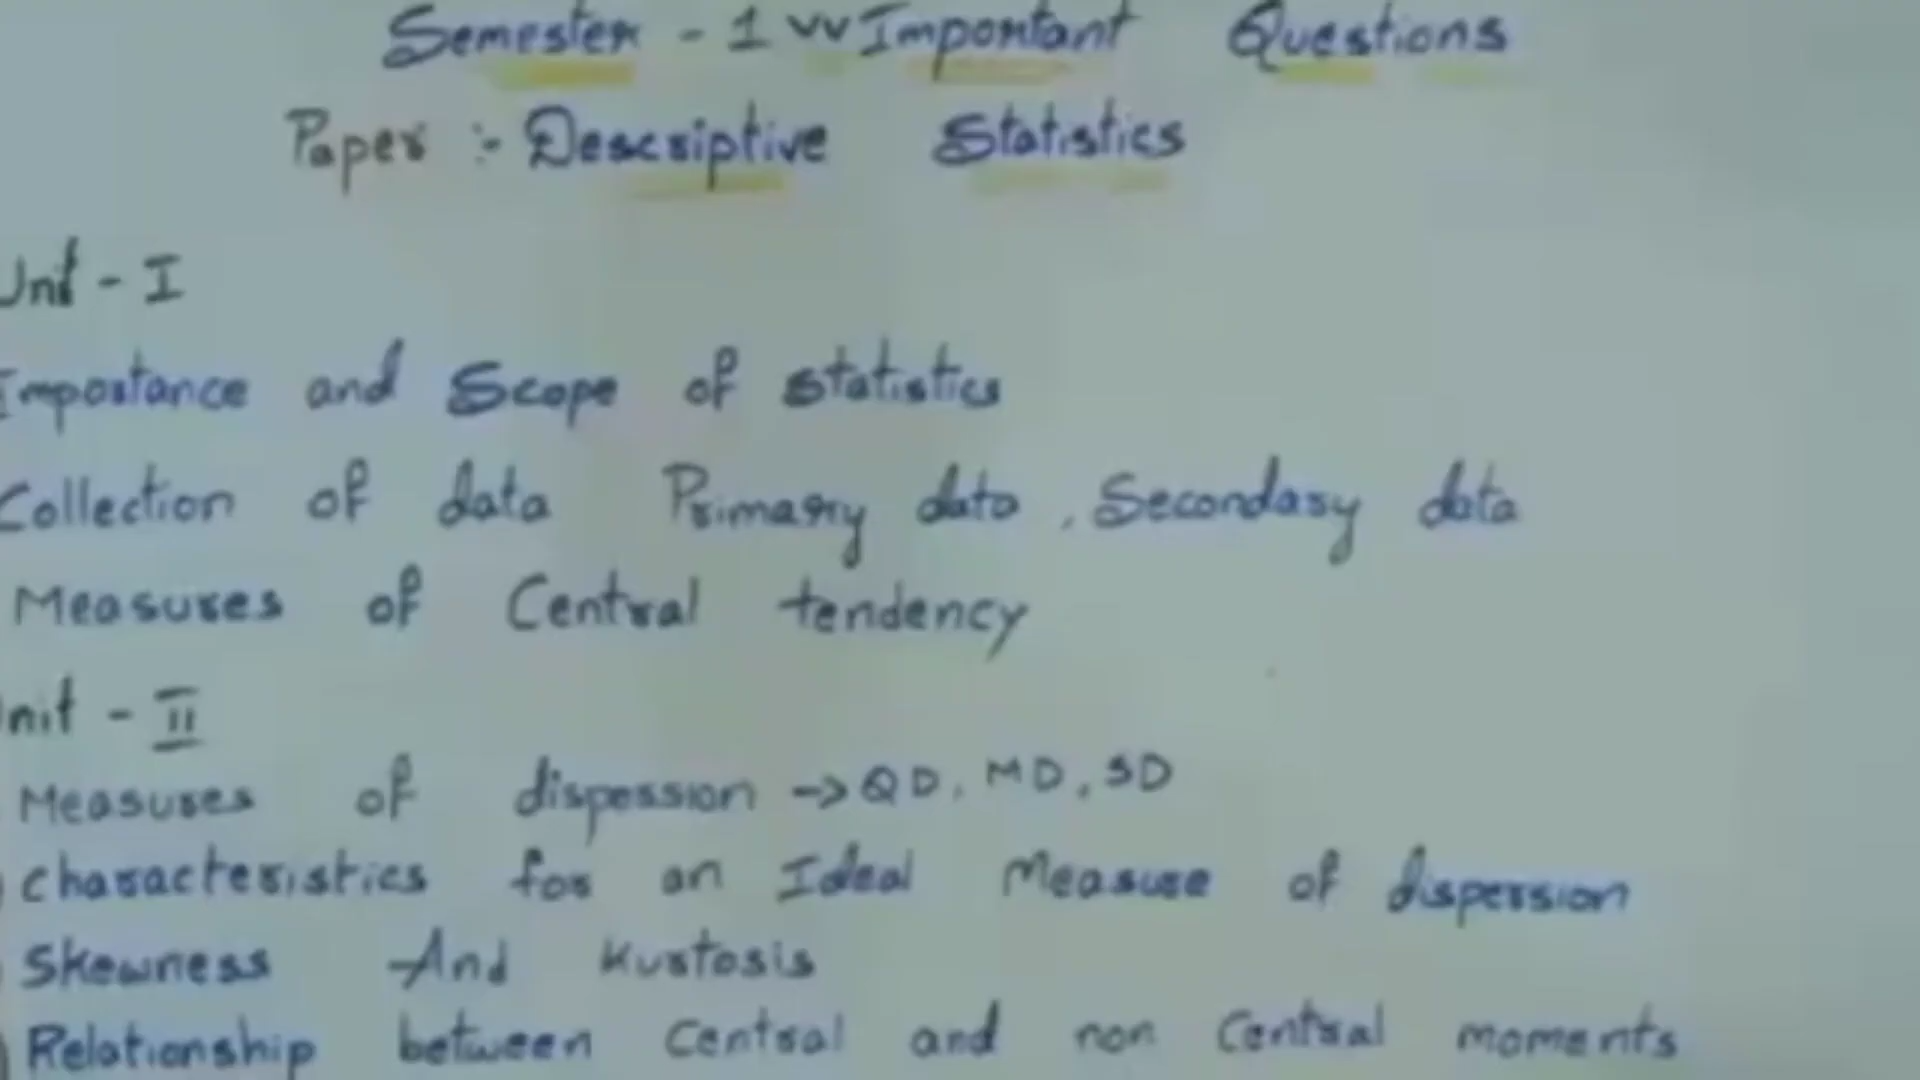 Semester - 1 vv Important Questions
Paper :- Descriptive Statistics
Unit - I
Importance and Scope of statistics
Collection of data Primary data, Secondary data
Measures of Central tendency
Unit - II
Measures of dispession -> QD, MD, SD
characteristics for an Ideal Measure of dispersion
Skewness And Kurtosis
Relationship between Central and non Central moments